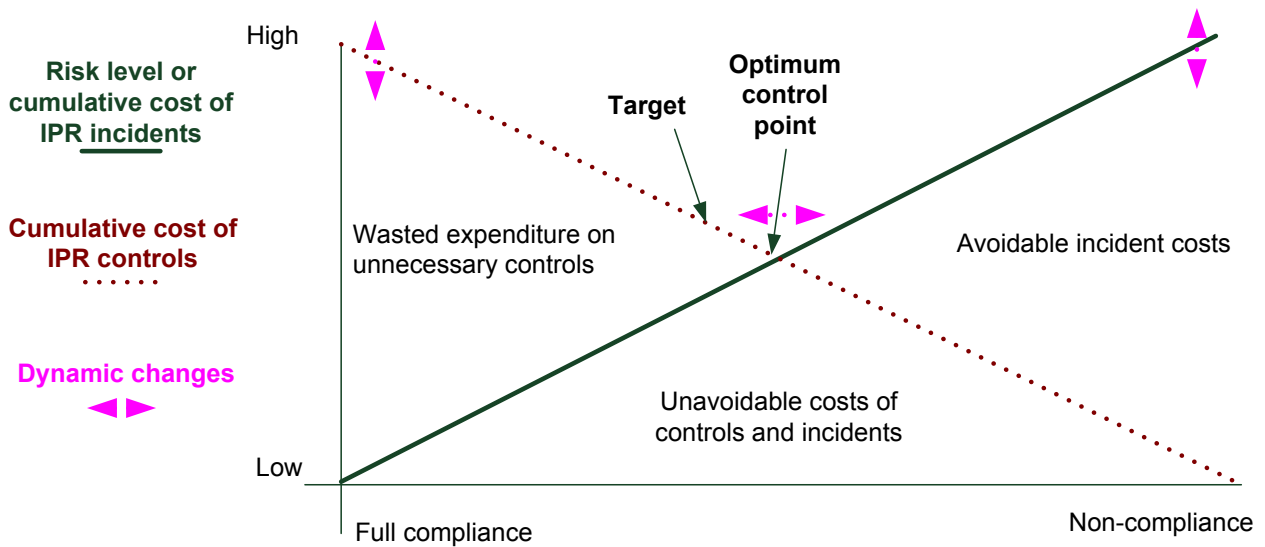 High
Risk level or
cumulative cost of
IPR incidents
Target
Optimum
control
point
Cumulative cost of
IPR controls
Wasted expenditure on
unnecessary controls
Avoidable incident costs
Dynamic changes
Unavoidable costs of
controls and incidents
Low
Full compliance
Non-compliance